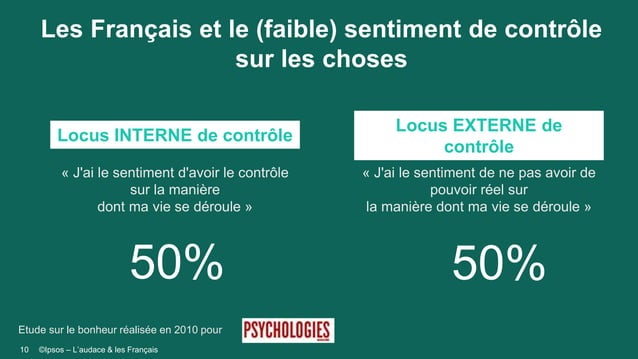 Les Français et le (faible) sentiment de contrôle
sur les choses
Locus INTERNE de contrôle
« J'ai le sentiment d'avoir le contrôle
sur la manière
dont ma vie se déroule »
50%
Locus EXTERNE de
contrôle
« J'ai le sentiment de ne pas avoir de
pouvoir réel sur
la manière dont ma vie se déroule »
50%
Etude sur le bonheur réalisée en 2010 pour
PSYCHOLOGIES
10 ©Ipsos – L'audace & les Français